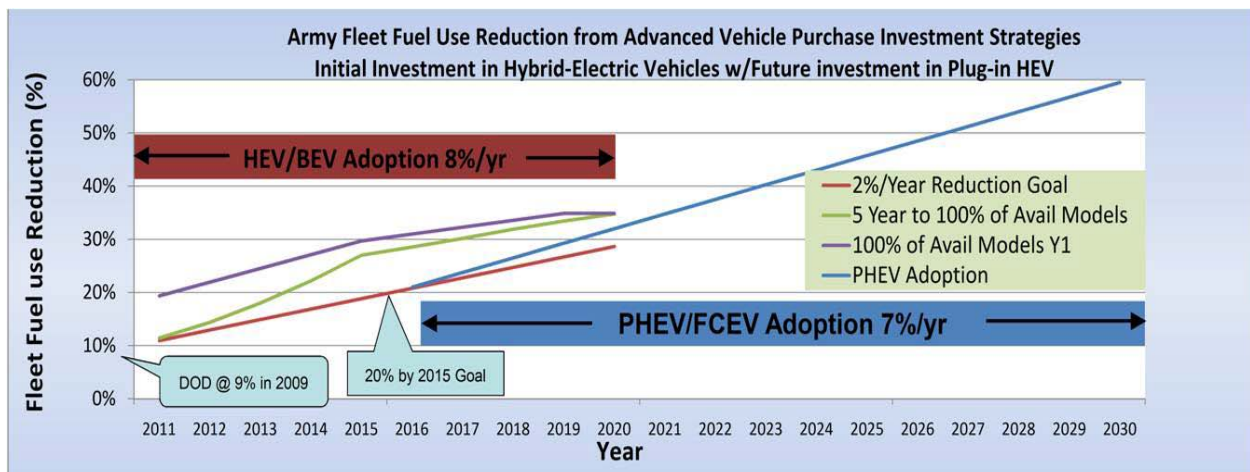 Army Fleet Fuel Use Reduction from Advanced Vehicle Purchase Investment Strategies
Initial Investment in Hybrid-Electric Vehicles w/Future investment in Plug-in HEV
Fleet Fuel use Reduction (%)
60%
50%
40%
30%
20%
10%
0%
HEV/BEV Adoption 8%/yr
2%/Year Reduction Goal
5 Year to 100% of Avail Models
100% of Avail Models Y1
PHEV Adoption
PHEV/FCEV Adoption 7%/yr
DOD @ 9% in 2009
20% by 2015 Goal
2011 2012 2013 2014 2015 2016 2017 2018 2019 2020 2021 2022 2023 2024 2025 2026 2027 2028 2029 2030
Year